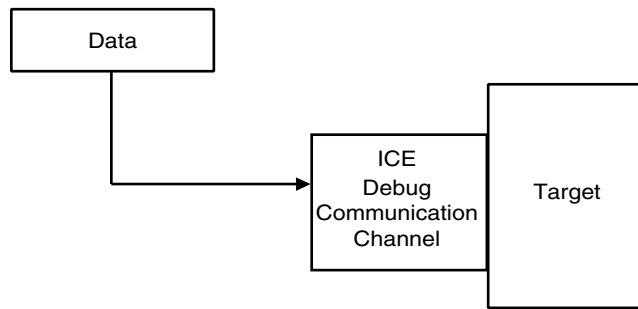 Data
ICE
Debug
Communication
Channel
Target